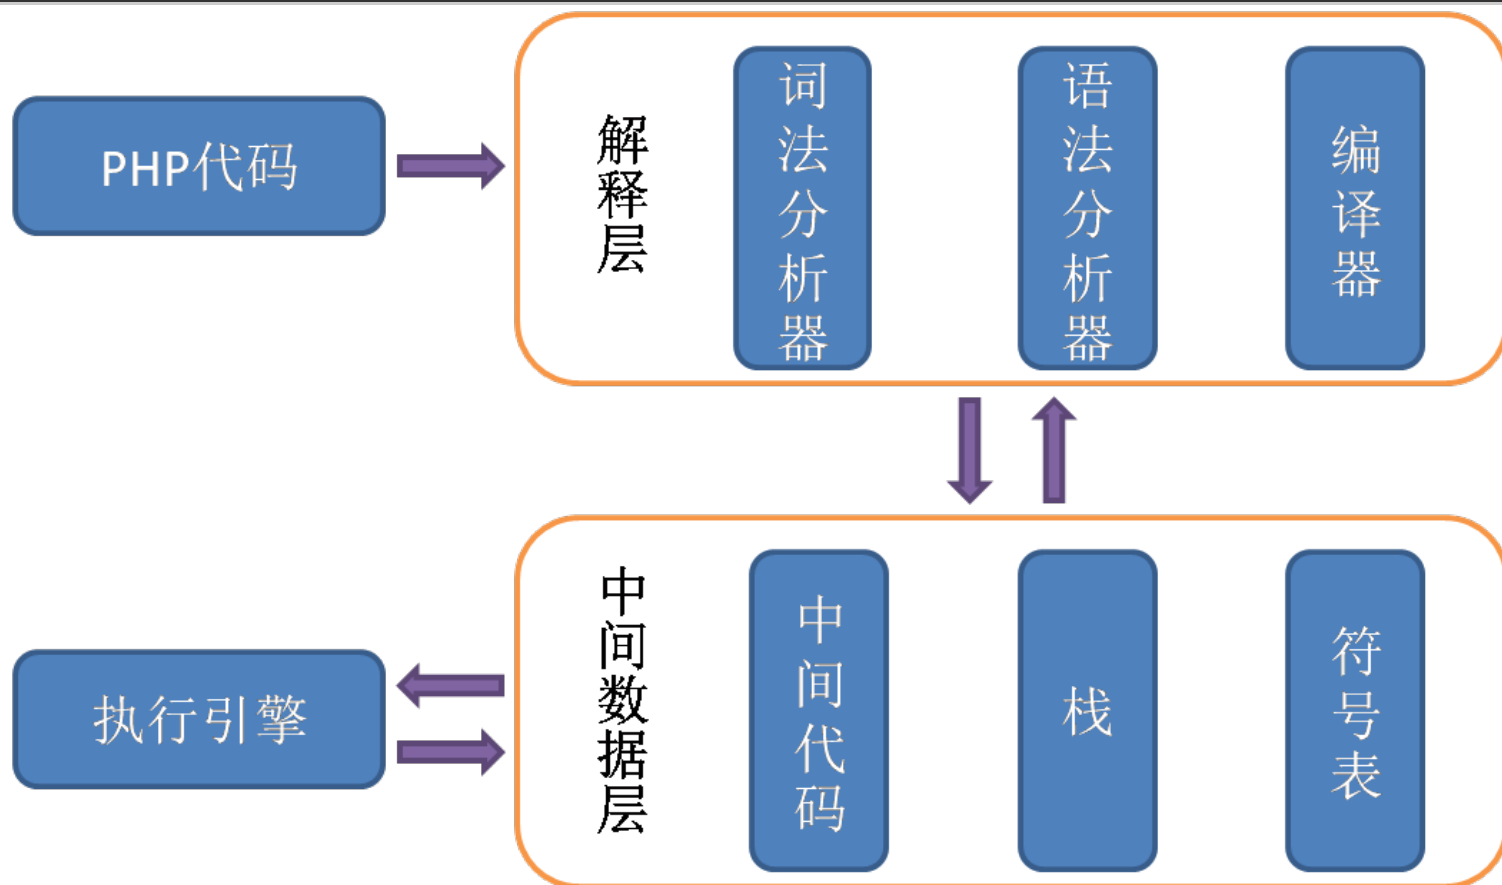 PHP代码
解释层
词法分析器
语法分析器
编译器
执行引擎
中间数据层
中间代码
栈
符号表